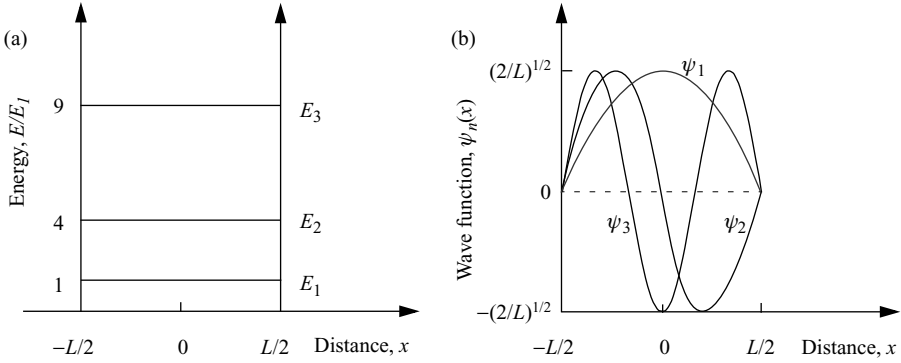 (a)
Energy, E/E₁
9
4
1
E₃
E₂
E₁
−L/2
0
L/2
Distance, x
(b)
Wave function, ψₙ(x)
(2/L)¹/²
0
−(2/L)¹/²
ψ₁
ψ₃
ψ₂
−L/2
0
L/2
Distance, x